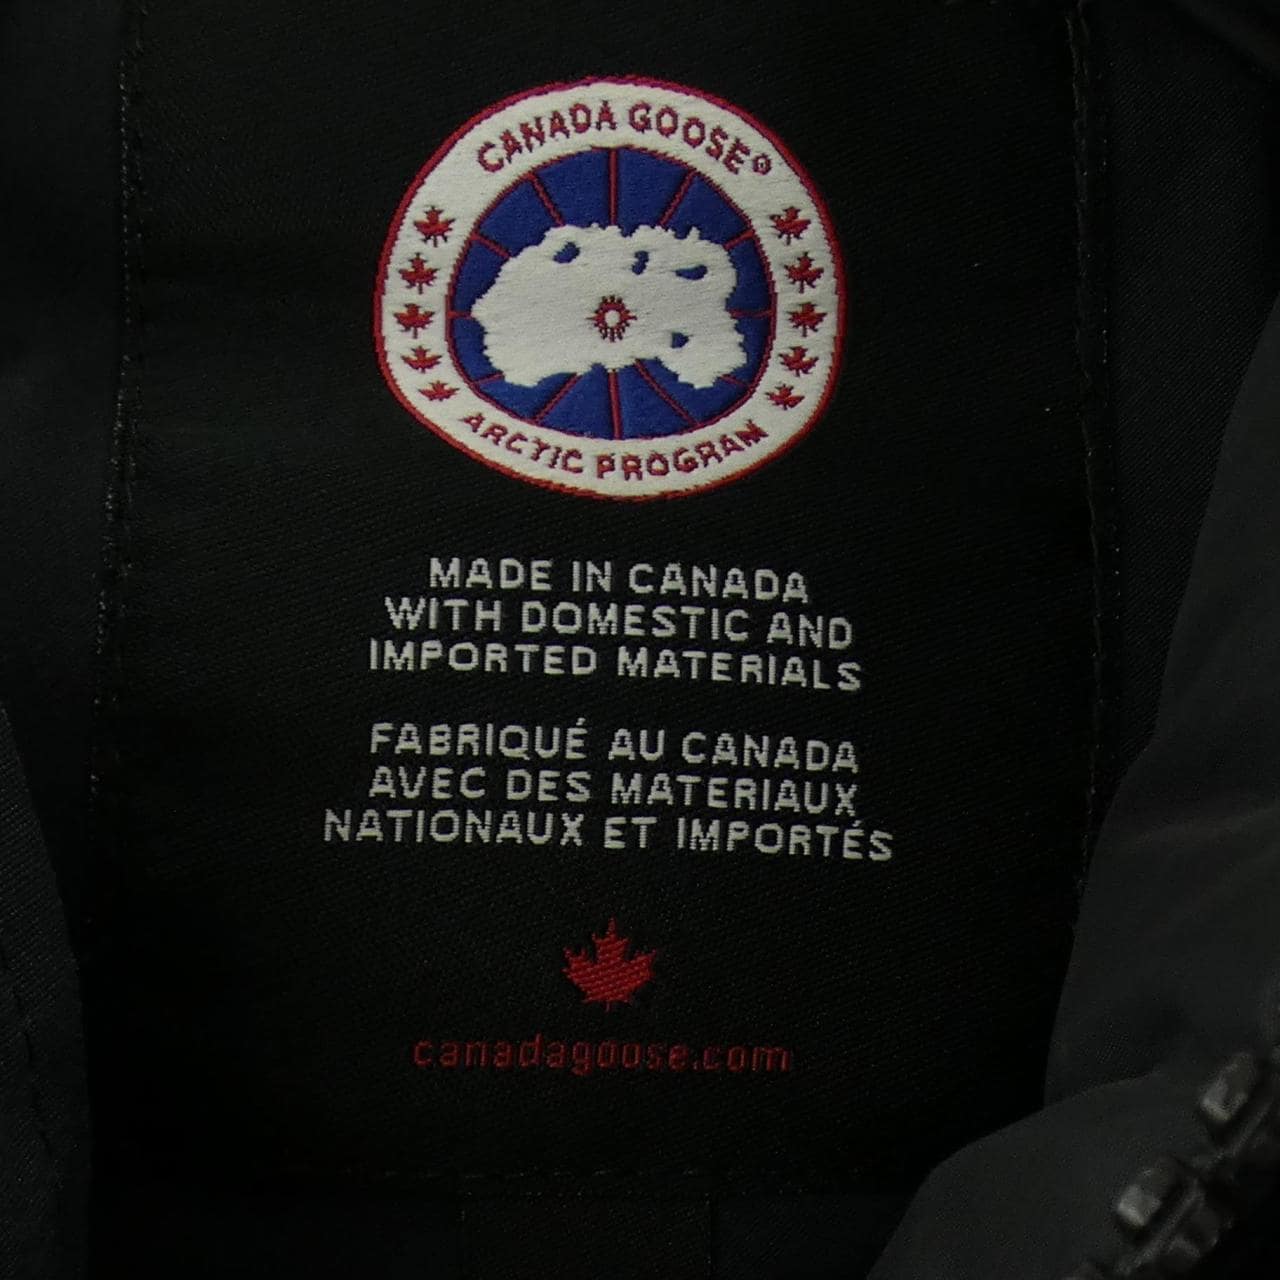 CANADA GOOSE®
ARCTIC PROGRAM
MADE IN CANADA
WITH DOMESTIC AND
IMPORTED MATERIALS
FABRIQUÉ AU CANADA
AVEC DES MATERIAUX
NATIONAUX ET IMPORTÉS
canadagoose.com